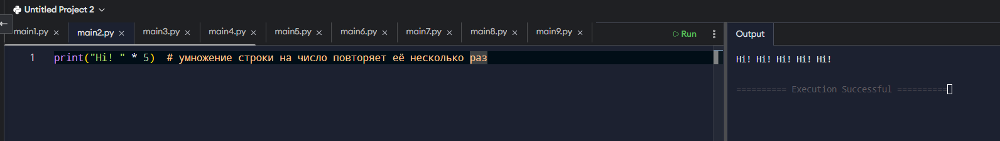 Untitled Project 2
main1.py × main2.py × main3.py × main4.py × main5.py × main6.py × main7.py × main8.py × main9.py × Run Output
1 print("Hi! " * 5)  # умножение строки на число повторяет её несколько раз
Hi! Hi! Hi! Hi! Hi!
========== Execution Successful ==========